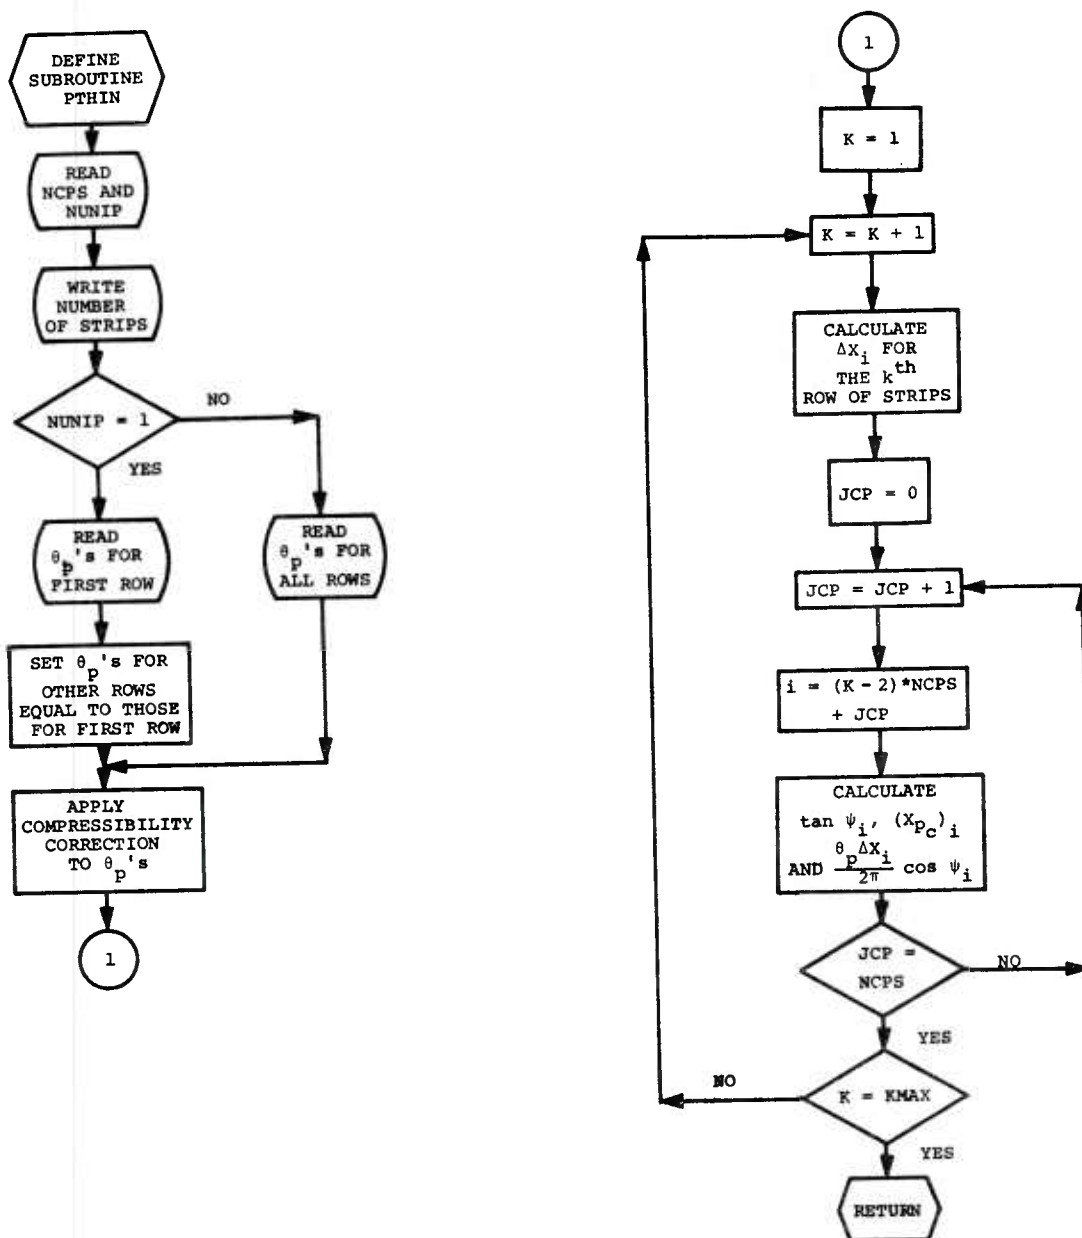 DEFINE
SUBROUTINE
PTHIN
READ
NCPS AND
NUNIP
WRITE
NUMBER
OF STRIPS
NUNIP = 1
NO
YES
READ
θp's FOR
FIRST ROW
READ
θp's FOR
ALL ROWS
SET θp's FOR
OTHER ROWS
EQUAL TO THOSE
FOR FIRST ROW
APPLY
COMPRESSIBILITY
CORRECTION
TO θp's
1
1
K = 1
K = K + 1
CALCULATE
ΔXi FOR
THE kth
ROW OF STRIPS
JCP = 0
JCP = JCP + 1
i = (K - 2)*NCPS
+ JCP
CALCULATE
tan ψi, (Xpc)i
AND θpΔXi/2π cos ψi
JCP =
NCPS
NO
YES
K = KMAX
NO
YES
RETURN